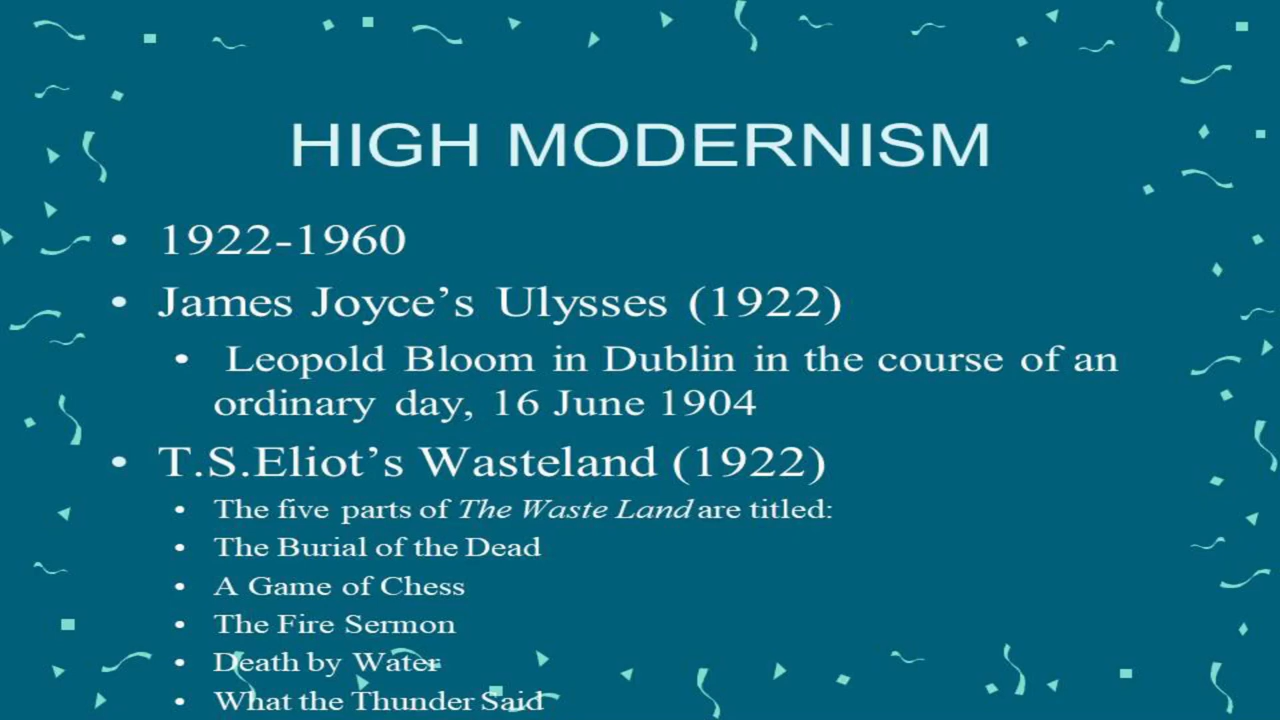 HIGH MODERNISM
• 1922-1960
• James Joyce’s Ulysses (1922)
• Leopold Bloom in Dublin in the course of an
ordinary day, 16 June 1904
• T.S.Eliot’s Wasteland (1922)
• The five parts of The Waste Land are titled:
• The Burial of the Dead
• A Game of Chess
• The Fire Sermon
• Death by Water
• What the Thunder Said